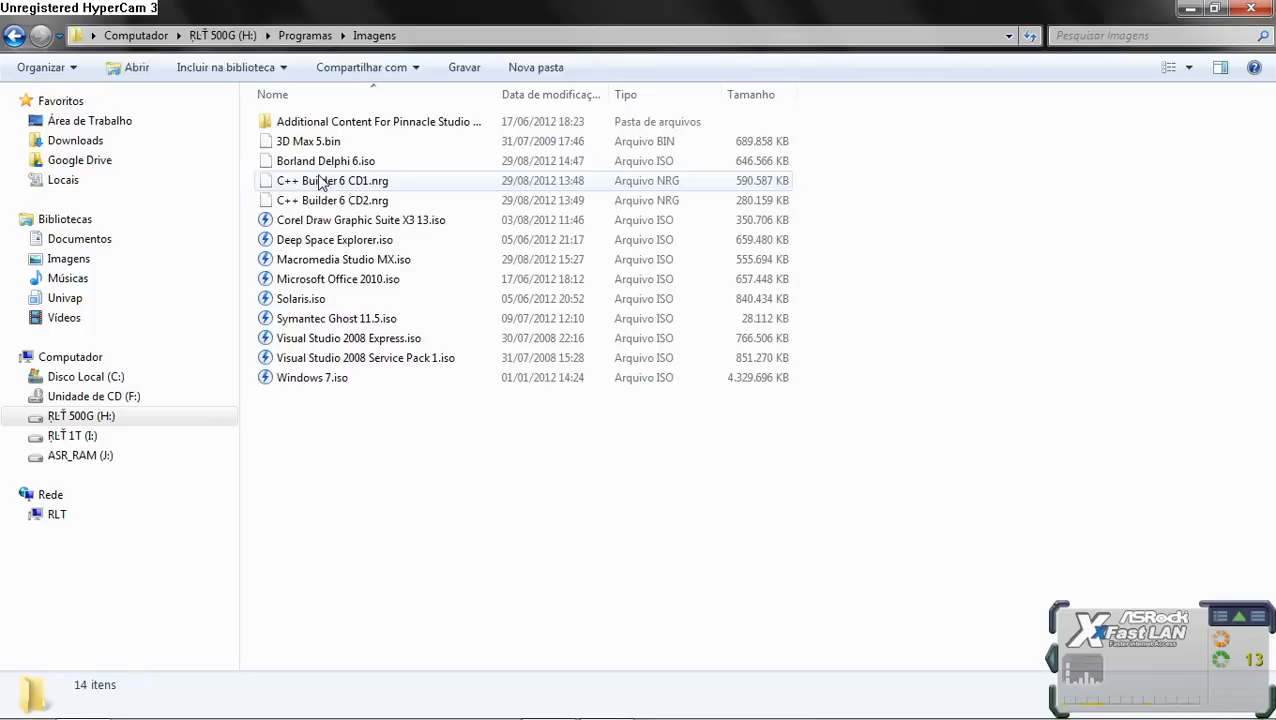 Unregistered HyperCam 3
Computador ▸ ŖĿŤ 500G (H:) ▸ Programas ▸ Imagens
Pesquisar Imagens
Organizar Abrir Incluir na biblioteca Compartilhar com Gravar Nova pasta
Nome Data de modificaç... Tipo Tamanho
Favoritos
Área de Trabalho
Downloads
Google Drive
Locais
Bibliotecas
Documentos
Imagens
Músicas
Univap
Vídeos
Computador
Disco Local (C:)
Unidade de CD (F:)
ŖĿŤ 500G (H:)
ŖĿŤ 1T (I:)
ASR_RAM (J:)
Rede
RLT
Additional Content For Pinnacle Studio ... 17/06/2012 18:23 Pasta de arquivos
3D Max 5.bin 31/07/2009 17:46 Arquivo BIN 689.858 KB
Borland Delphi 6.iso 29/08/2012 14:47 Arquivo ISO 646.566 KB
C++ Builder 6 CD1.nrg 29/08/2012 13:48 Arquivo NRG 590.587 KB
C++ Builder 6 CD2.nrg 29/08/2012 13:49 Arquivo NRG 280.159 KB
Corel Draw Graphic Suite X3 13.iso 03/08/2012 11:46 Arquivo ISO 350.706 KB
Deep Space Explorer.iso 05/06/2012 21:17 Arquivo ISO 659.480 KB
Macromedia Studio MX.iso 29/08/2012 15:27 Arquivo ISO 555.694 KB
Microsoft Office 2010.iso 17/06/2012 18:12 Arquivo ISO 657.448 KB
Solaris.iso 05/06/2012 20:52 Arquivo ISO 840.434 KB
Symantec Ghost 11.5.iso 09/07/2012 12:10 Arquivo ISO 28.112 KB
Visual Studio 2008 Express.iso 30/07/2008 22:16 Arquivo ISO 766.506 KB
Visual Studio 2008 Service Pack 1.iso 31/07/2008 15:28 Arquivo ISO 851.270 KB
Windows 7.iso 01/01/2012 14:24 Arquivo ISO 4.329.696 KB
ASRock
XFast LAN
Faster Internet Access
13
14 itens